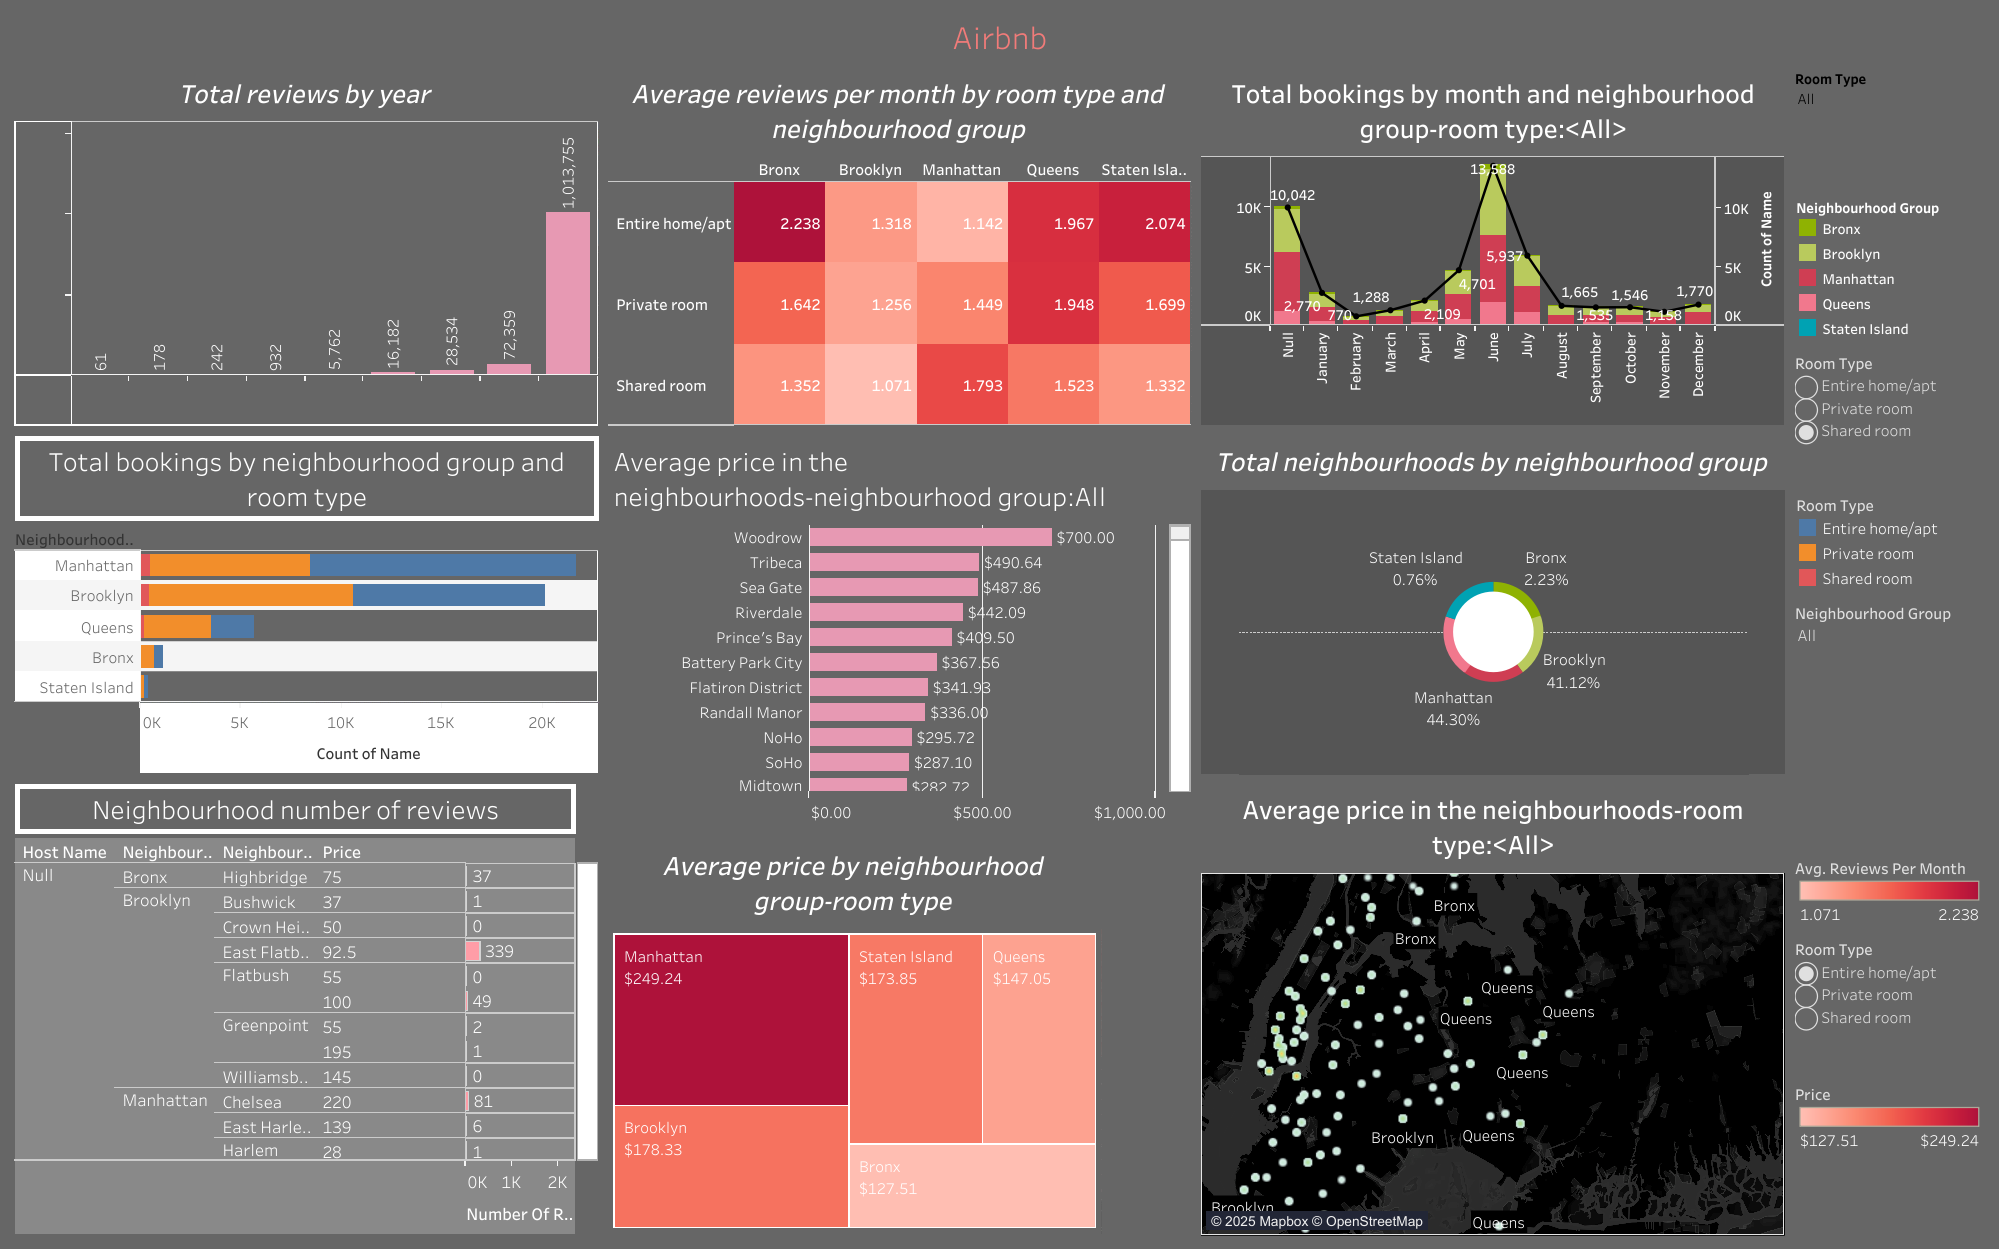 Airbnb
Total reviews by year
61
178
242
932
5,762
16,182
28,534
72,359
1,013,755
Average reviews per month by room type and
neighbourhood group
Bronx Brooklyn Manhattan Queens Staten Isla..
Entire home/apt 2.238 1.318 1.142 1.967 2.074
Private room 1.642 1.256 1.449 1.948 1.699
Shared room 1.352 1.071 1.793 1.523 1.332
Total bookings by month and neighbourhood
group-room type:<All>
10K
5K
0K
10,042
2,770
770
1,288
2,109
4,701
13,588
5,937
1,665
1,535
1,546
1,158
1,770
10K
5K
0K
Count of Name
Null
January
February
March
April
May
June
July
August
September
October
November
December
Room Type
All
Neighbourhood Group
Bronx
Brooklyn
Manhattan
Queens
Staten Island
Room Type
Entire home/apt
Private room
Shared room
Total bookings by neighbourhood group and
room type
Neighbourhood..
Manhattan
Brooklyn
Queens
Bronx
Staten Island
0K 5K 10K 15K 20K
Count of Name
Average price in the
neighbourhoods-neighbourhood group:All
Woodrow $700.00
Tribeca $490.64
Sea Gate $487.86
Riverdale $442.09
Prince's Bay $409.50
Battery Park City $367.56
Flatiron District $341.93
Randall Manor $336.00
NoHo $295.72
SoHo $287.10
Midtown $282.72
$0.00 $500.00 $1,000.00
Total neighbourhoods by neighbourhood group
Staten Island
0.76%
Bronx
2.23%
Brooklyn
41.12%
Manhattan
44.30%
Room Type
Entire home/apt
Private room
Shared room
Neighbourhood Group
All
Neighbourhood number of reviews
Host Name Neighbour.. Neighbour.. Price
Null Bronx Highbridge 75 37
Brooklyn Bushwick 37 1
Crown Hei.. 50 0
East Flatb.. 92.5 339
Flatbush 55 0
100 49
Greenpoint 55 2
195 1
Williamsb.. 145 0
Manhattan Chelsea 220 81
East Harle.. 139 6
Harlem 28 1
0K 1K 2K
Number Of R..
Average price by neighbourhood
group-room type
Manhattan
$249.24
Staten Island
$173.85
Queens
$147.05
Brooklyn
$178.33
Bronx
$127.51
Average price in the neighbourhoods-room
type:<All>
Bronx
Bronx
Queens
Queens
Queens
Queens
Brooklyn
Queens
Brooklyn
Queens
© 2025 Mapbox © OpenStreetMap
Avg. Reviews Per Month
1.071 2.238
Room Type
Entire home/apt
Private room
Shared room
Price
$127.51 $249.24